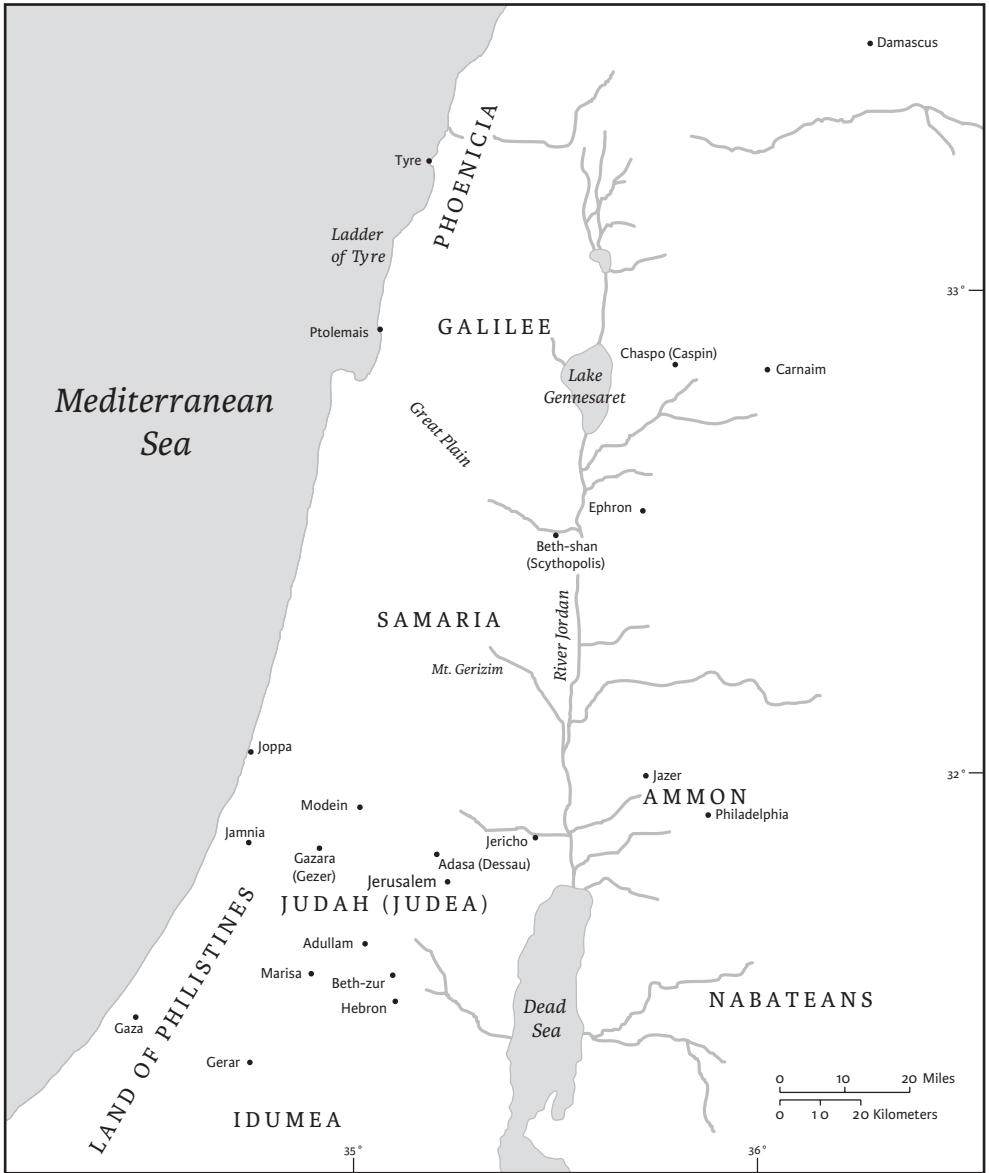 Damascus
PHOENICIA
Tyre
Ladder
of Tyre
33°
Ptolemais
GALILEE
Chaspo (Caspin)
Carnaim
Lake
Gennesaret
Mediterranean
Sea
Great Plain
Ephron
Beth-shan
(Scythopolis)
River Jordan
SAMARIA
Mt. Gerizim
Joppa
32°
Jazer
AMMON
Philadelphia
Modein
Jamnia
Jericho
Gazara
(Gezer)
Adasa (Dessau)
Jerusalem
JUDAH (JUDEA)
LAND OF PHILISTINES
Adullam
Marisa
Beth-zur
Hebron
NABATEANS
Dead
Sea
Gaza
Gerar
0 10 20 Miles
0 10 20 Kilometers
IDUMEA
35°
36°